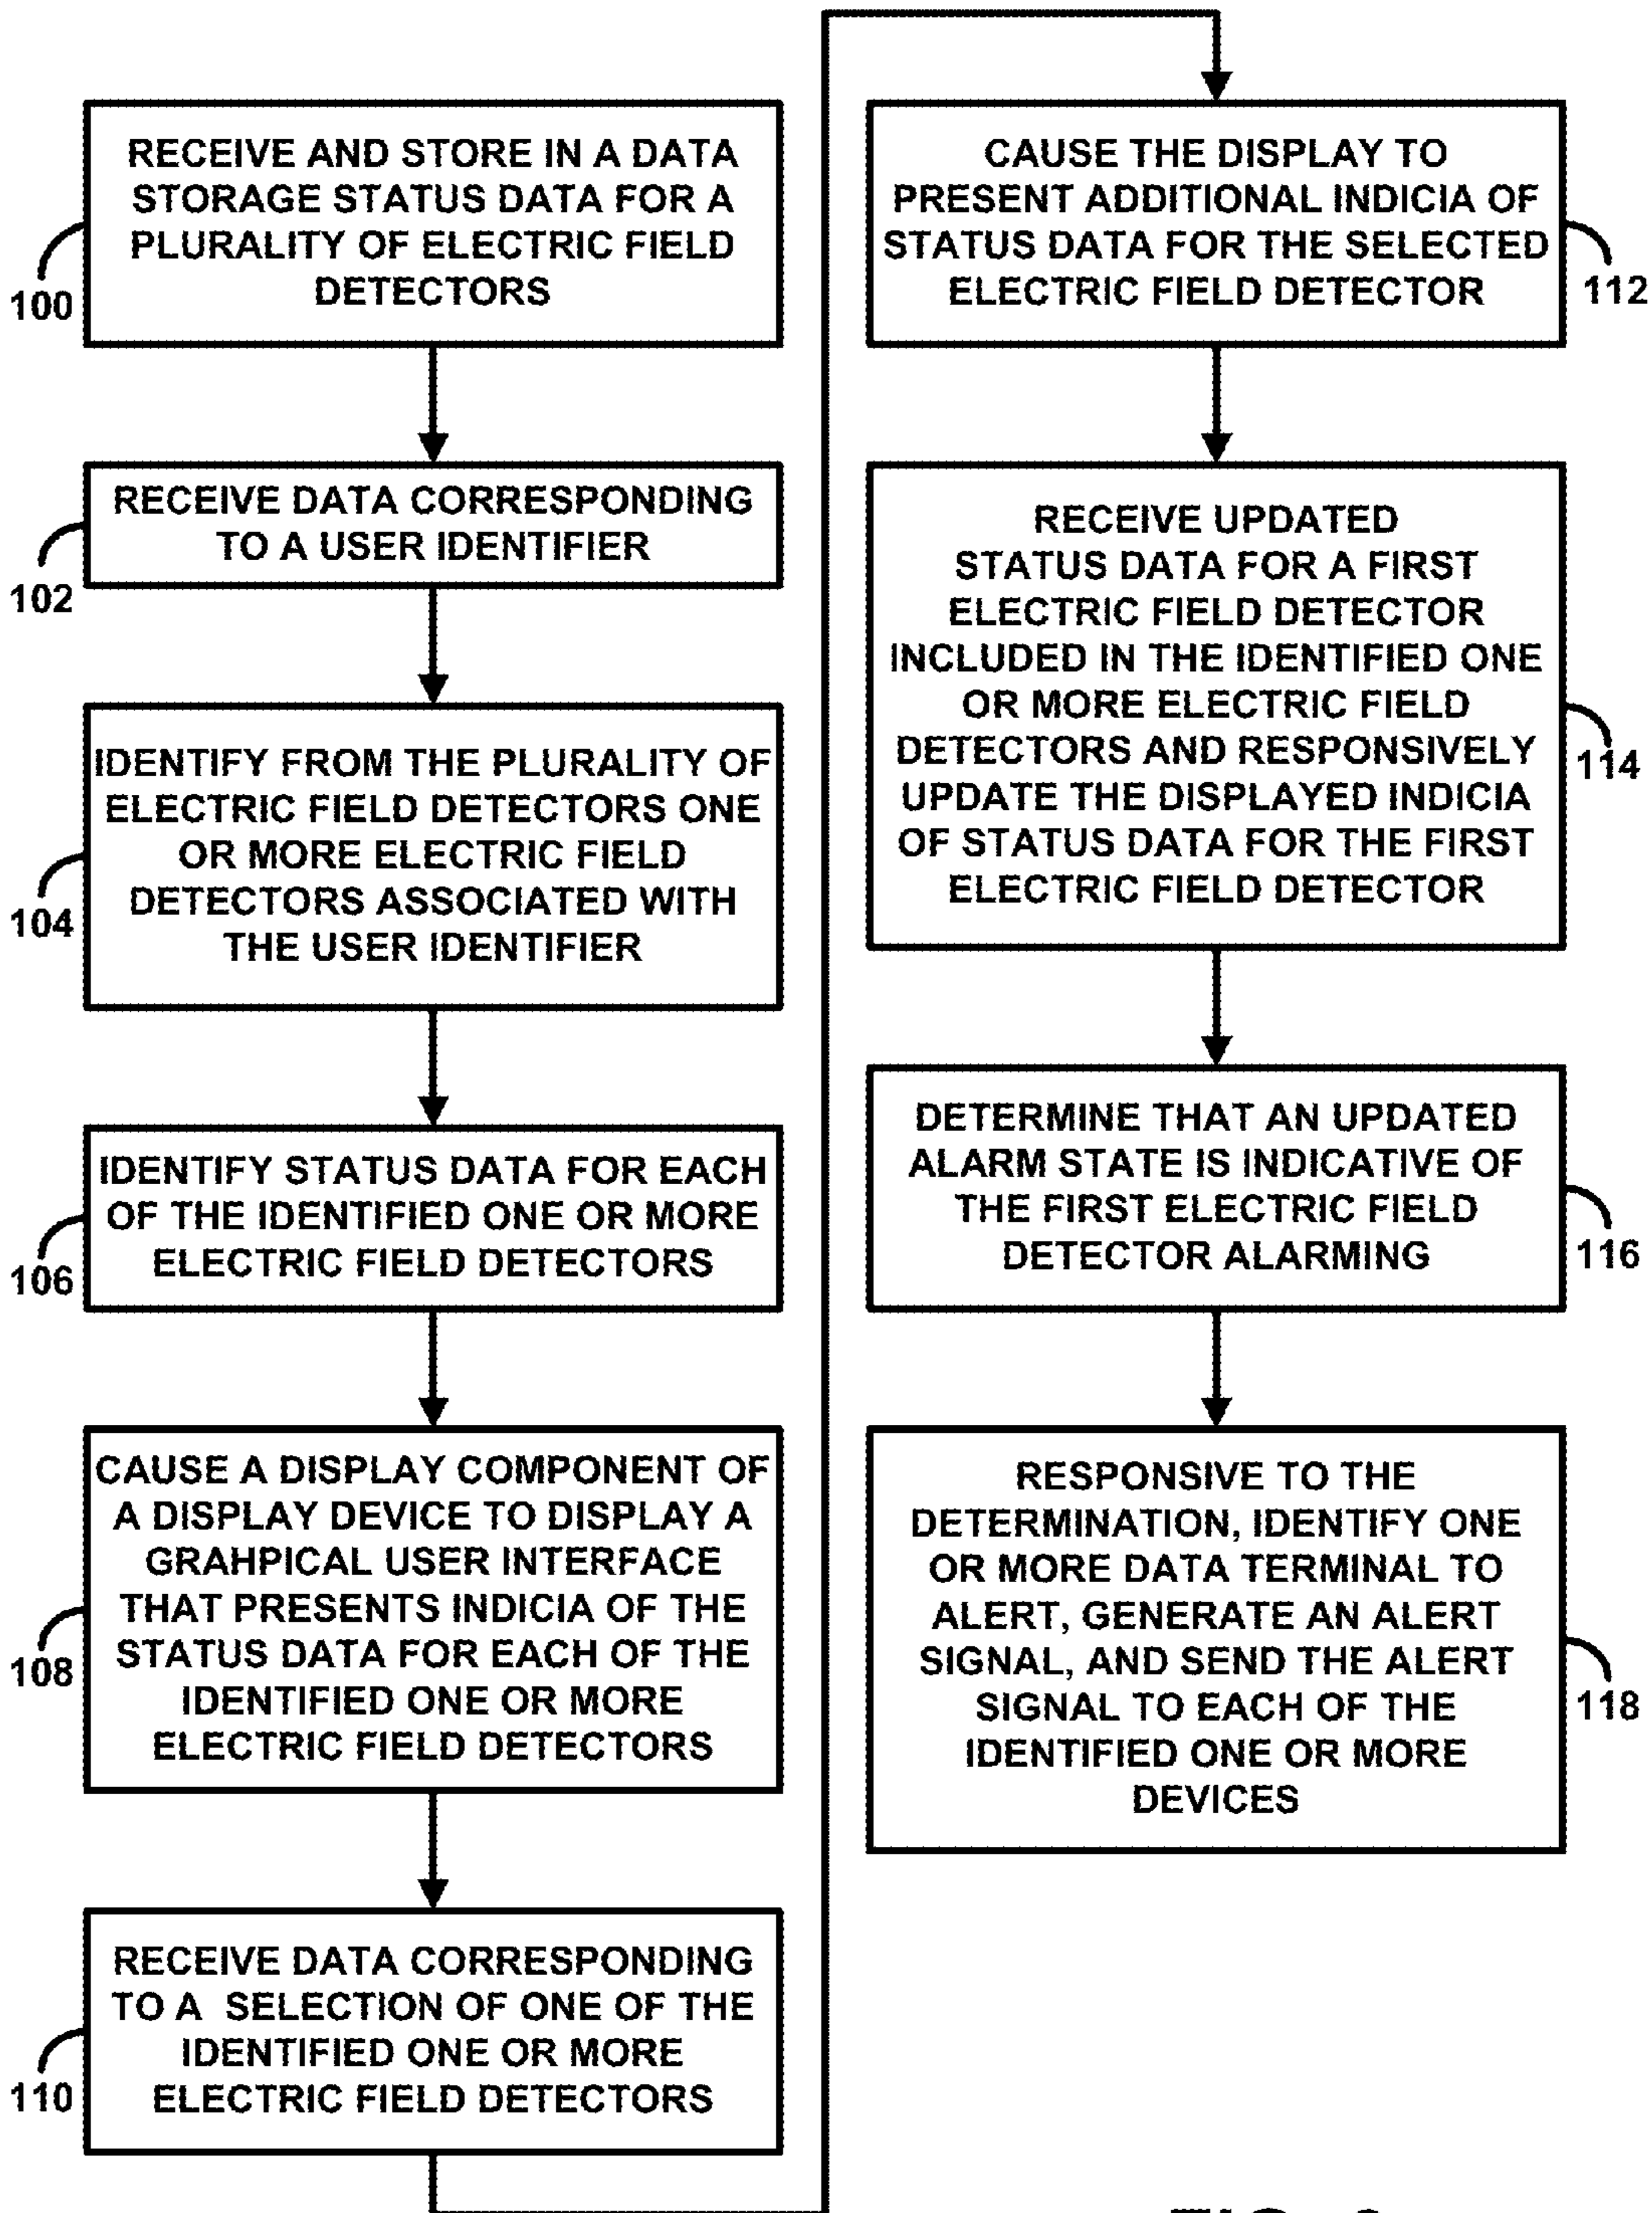 RECEIVE AND STORE IN A DATA
STORAGE STATUS DATA FOR A
PLURALITY OF ELECTRIC FIELD
DETECTORS
100
RECEIVE DATA CORRESPONDING
TO A USER IDENTIFIER
102
IDENTIFY FROM THE PLURALITY OF
ELECTRIC FIELD DETECTORS ONE
OR MORE ELECTRIC FIELD
DETECTORS ASSOCIATED WITH
THE USER IDENTIFIER
104
IDENTIFY STATUS DATA FOR EACH
OF THE IDENTIFIED ONE OR MORE
ELECTRIC FIELD DETECTORS
106
CAUSE A DISPLAY COMPONENT OF
A DISPLAY DEVICE TO DISPLAY A
GRAHPICAL USER INTERFACE
THAT PRESENTS INDICIA OF THE
STATUS DATA FOR EACH OF THE
IDENTIFIED ONE OR MORE
ELECTRIC FIELD DETECTORS
108
RECEIVE DATA CORRESPONDING
TO A SELECTION OF ONE OF THE
IDENTIFIED ONE OR MORE
ELECTRIC FIELD DETECTORS
110
CAUSE THE DISPLAY TO
PRESENT ADDITIONAL INDICIA OF
STATUS DATA FOR THE SELECTED
ELECTRIC FIELD DETECTOR
112
RECEIVE UPDATED
STATUS DATA FOR A FIRST
ELECTRIC FIELD DETECTOR
INCLUDED IN THE IDENTIFIED ONE
OR MORE ELECTRIC FIELD
DETECTORS AND RESPONSIVELY
UPDATE THE DISPLAYED INDICIA
OF STATUS DATA FOR THE FIRST
ELECTRIC FIELD DETECTOR
114
DETERMINE THAT AN UPDATED
ALARM STATE IS INDICATIVE OF
THE FIRST ELECTRIC FIELD
DETECTOR ALARMING
116
RESPONSIVE TO THE
DETERMINATION, IDENTIFY ONE
OR MORE DATA TERMINAL TO
ALERT, GENERATE AN ALERT
SIGNAL, AND SEND THE ALERT
SIGNAL TO EACH OF THE
IDENTIFIED ONE OR MORE
DEVICES
118